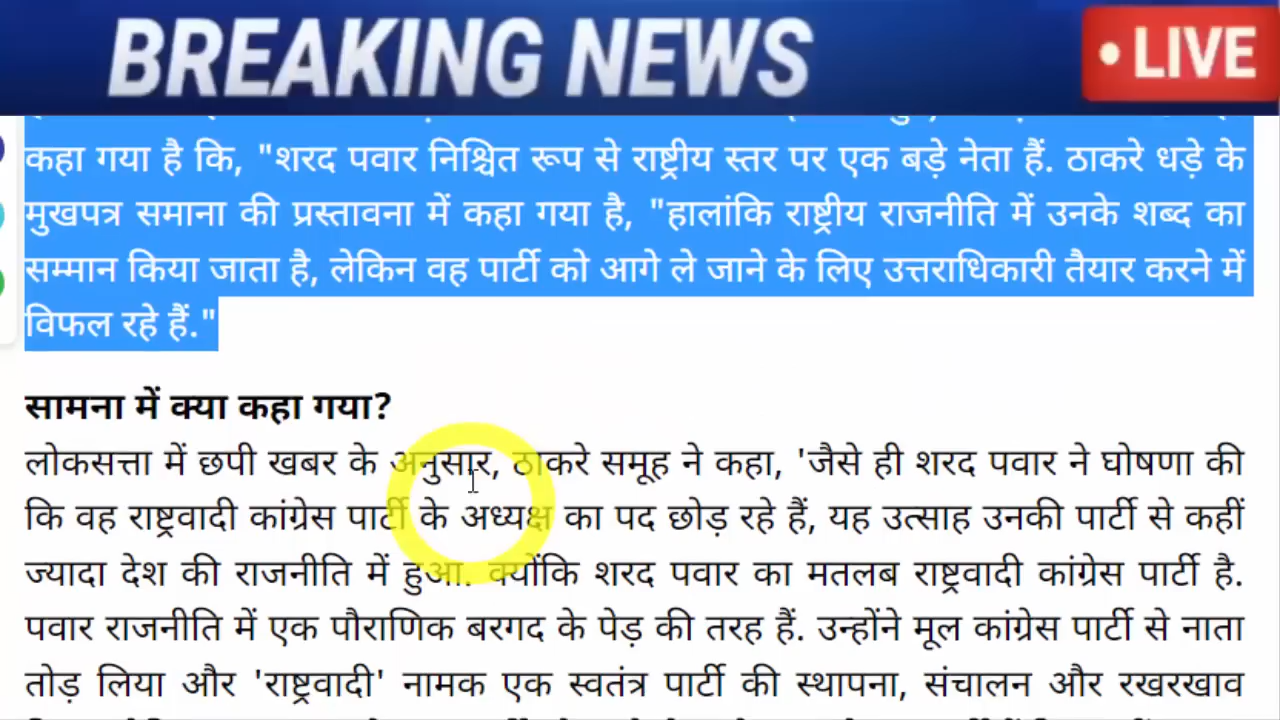 BREAKING NEWS
• LIVE
कहा गया है कि, "शरद पवार निश्चित रूप से राष्ट्रीय स्तर पर एक बड़े नेता हैं. ठाकरे धड़े के
मुखपत्र समाना की प्रस्तावना में कहा गया है, "हालांकि राष्ट्रीय राजनीति में उनके शब्द का
सम्मान किया जाता है, लेकिन वह पार्टी को आगे ले जाने के लिए उत्तराधिकारी तैयार करने में
विफल रहे हैं."
सामना में क्या कहा गया?
लोकसत्ता में छपी खबर के अनुसार, ठाकरे समूह ने कहा, 'जैसे ही शरद पवार ने घोषणा की
कि वह राष्ट्रवादी कांग्रेस पार्टी के अध्यक्ष का पद छोड़ रहे हैं, यह उत्साह उनकी पार्टी से कहीं
ज्यादा देश की राजनीति में हुआ. क्योंकि शरद पवार का मतलब राष्ट्रवादी कांग्रेस पार्टी है.
पवार राजनीति में एक पौराणिक बरगद के पेड़ की तरह हैं. उन्होंने मूल कांग्रेस पार्टी से नाता
तोड़ लिया और 'राष्ट्रवादी' नामक एक स्वतंत्र पार्टी की स्थापना, संचालन और रखरखाव